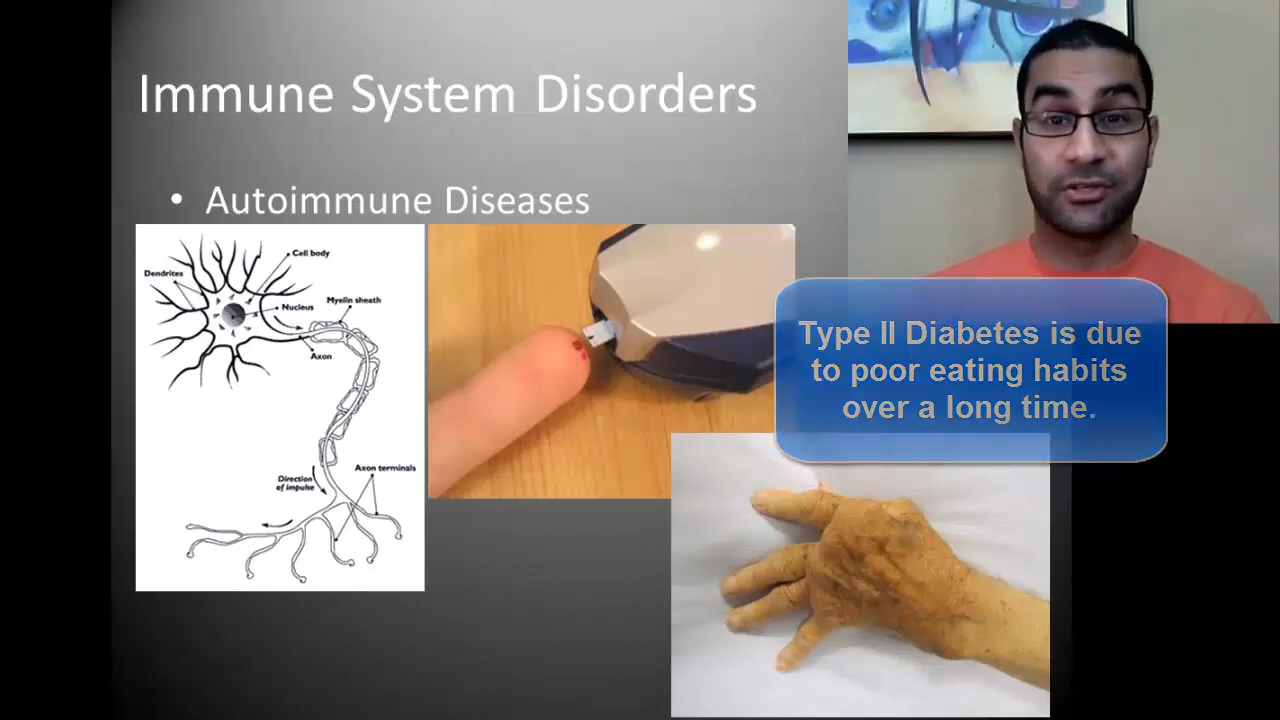 Immune System Disorders
• Autoimmune Diseases
Cell body
Dendrites
Nucleus
Myelin sheath
Axon
Axon terminals
Direction
of impulse
Type II Diabetes is due
to poor eating habits
over a long time.